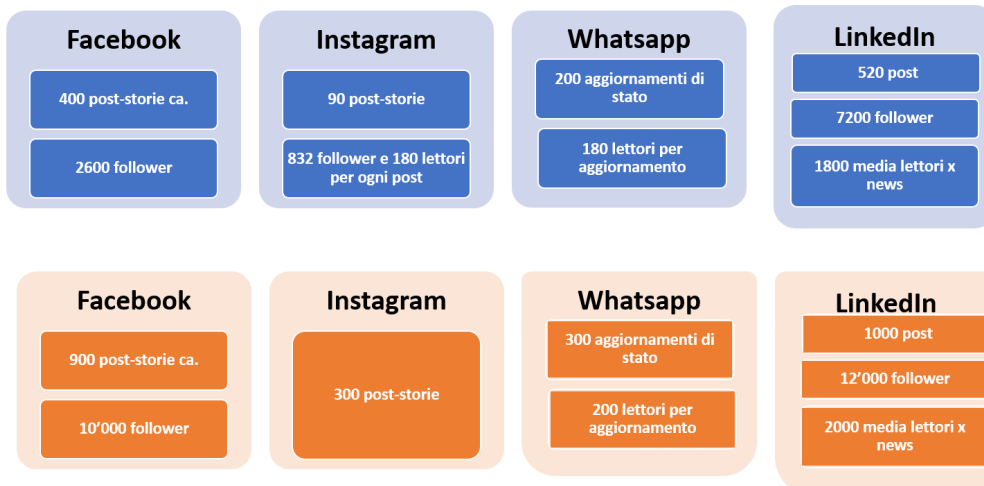 Facebook
400 post-storie ca.
2600 follower
Instagram
90 post-storie
832 follower e 180 lettori
per ogni post
Whatsapp
200 aggiornamenti di
stato
180 lettori per
aggiornamento
LinkedIn
520 post
7200 follower
1800 media lettori x
news
Facebook
900 post-storie ca.
10’000 follower
Instagram
300 post-storie
Whatsapp
300 aggiornamenti di
stato
200 lettori per
aggiornamento
LinkedIn
1000 post
12’000 follower
2000 media lettori x
news